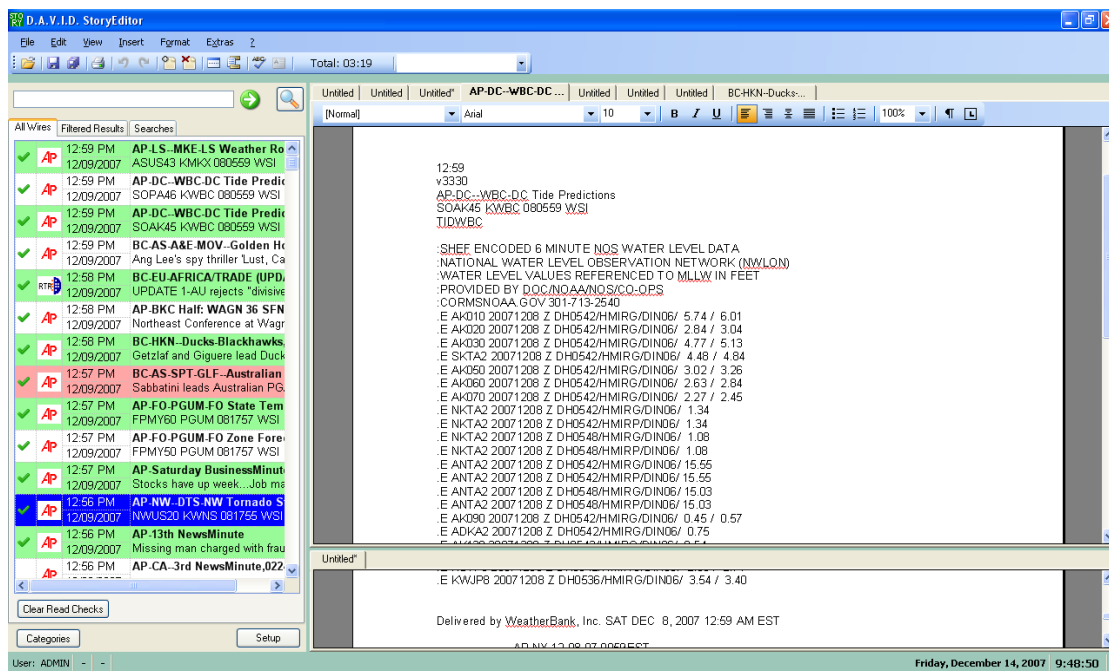 D.A.V.I.D. StoryEditor
File Edit View Insert Format Extras ?
Total: 03:19
All Wires Filtered Results Searches
12:59 PM AP-LS--MKE-LS Weather Ro
12/09/2007 ASUS43 KMKX 080559 WSI
12:59 PM AP-DC--WBC-DC Tide Predic
12/09/2007 SOPA46 KWBC 080559 WSI
12:59 PM AP-DC--WBC-DC Tide Predic
12/09/2007 SOAK45 KWBC 080559 WSI
12:59 PM BC-AS-A&E-MOV--Golden Ho
12/09/2007 Ang Lee's spy thriller 'Lust, Ca
12:58 PM BC-EU-AFRICA/TRADE (UPD
12/09/2007 UPDATE 1-AU rejects "divisive
12:58 PM AP-BKC Half: WAGN 36 SFN
12/09/2007 Northeast Conference at Wagr
12:58 PM BC-HKN--Ducks-Blackhawks,
12/09/2007 Getzlaf and Giguere lead Duck
12:57 PM BC-AS-SPT-GLF--Australian
12/09/2007 Sabbatini leads Australian PG
12:57 PM AP-FO-PGUM-FO State Tem
12/09/2007 FPMY60 PGUM 081757 WSI
12:57 PM AP-FO-PGUM-FO Zone Fore
12/09/2007 FPMY50 PGUM 081757 WSI
12:57 PM AP-Saturday BusinessMinut
12/09/2007 Stocks have up week...Job ma
12:56 PM AP-NW--DTS-NW Tornado S
12/09/2007 NWUS20 KWNS 081755 WSI
12:56 PM AP-13th NewsMinute
12/09/2007 Missing man charged with frau
12:56 PM AP-CA--3rd NewsMinute,022
Clear Read Checks
Categories Setup
Untitled Untitled Untitled* AP-DC--WBC-DC ... Untitled Untitled Untitled BC-HKN--Ducks-...
[Normal] Arial 10 B I U 100%
12:59
v3330
AP-DC--WBC-DC Tide Predictions
SOAK45 KWBC 080559 WSI
TIDWBC
:SHEF ENCODED 6 MINUTE NOS WATER LEVEL DATA
:NATIONAL WATER LEVEL OBSERVATION NETWORK (NWLON)
:WATER LEVEL VALUES REFERENCED TO MLLW IN FEET
:PROVIDED BY DOC/NOAA/NOS/CO-OPS
:CORMSNOAA.GOV 301-713-2540
.E AK010 20071208 Z DH0542/HMIRG/DIN06/ 5.74 / 6.01
.E AK020 20071208 Z DH0542/HMIRG/DIN06/ 2.84 / 3.04
.E AK030 20071208 Z DH0542/HMIRG/DIN06/ 4.77 / 5.13
.E SKTA2 20071208 Z DH0542/HMIRG/DIN06/ 4.48 / 4.84
.E AK050 20071208 Z DH0542/HMIRG/DIN06/ 3.02 / 3.26
.E AK060 20071208 Z DH0542/HMIRG/DIN06/ 2.63 / 2.84
.E AK070 20071208 Z DH0542/HMIRG/DIN06/ 2.27 / 2.45
.E NKTA2 20071208 Z DH0542/HMIRG/DIN06/ 1.34
.E NKTA2 20071208 Z DH0542/HMIRP/DIN06/ 1.34
.E NKTA2 20071208 Z DH0548/HMIRG/DIN06/ 1.08
.E NKTA2 20071208 Z DH0548/HMIRP/DIN06/ 1.08
.E ANTA2 20071208 Z DH0542/HMIRG/DIN06/ 15.55
.E ANTA2 20071208 Z DH0542/HMIRP/DIN06/ 15.55
.E ANTA2 20071208 Z DH0548/HMIRG/DIN06/ 15.03
.E ANTA2 20071208 Z DH0548/HMIRP/DIN06/ 15.03
.E AK090 20071208 Z DH0542/HMIRG/DIN06/ 0.45 / 0.57
.E ADKA2 20071208 Z DH0542/HMIRG/DIN06/ 0.75
Untitled*
.E KWJP8 20071208 Z DH0536/HMIRG/DIN06/ 3.54 / 3.40
Delivered by WeatherBank, Inc. SAT DEC 8, 2007 12:59 AM EST
User: ADMIN - - Friday, December 14, 2007 9:48:50